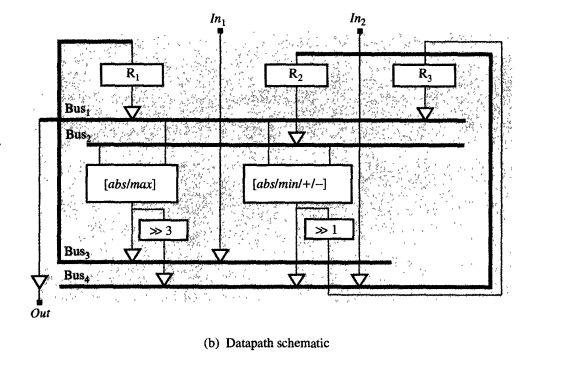 In₁ In₂
R₁ R₂ R₃
Bus₁
Bus₂
[abs/max] [abs/min/+/−]
≫ 3 ≫ 1
Bus₃
Bus₄
Out
(b) Datapath schematic